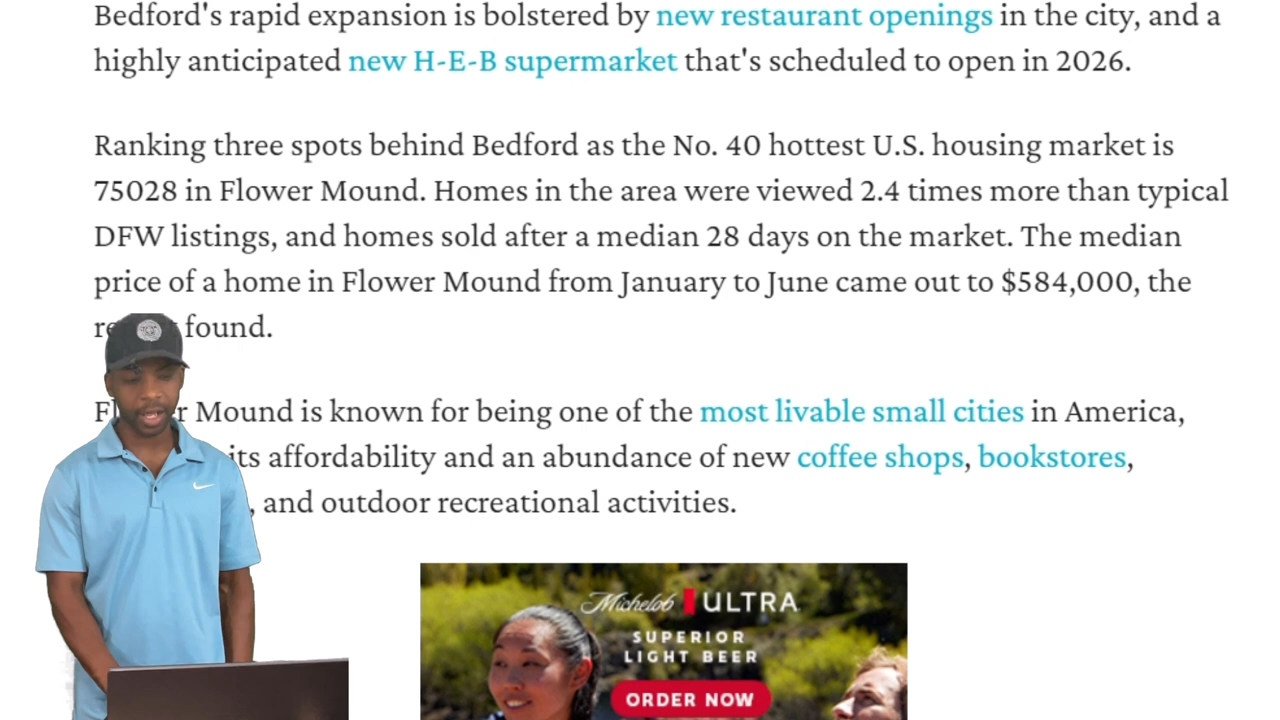 Bedford's rapid expansion is bolstered by new restaurant openings in the city, and a
highly anticipated new H-E-B supermarket that's scheduled to open in 2026.
Ranking three spots behind Bedford as the No. 40 hottest U.S. housing market is
75028 in Flower Mound. Homes in the area were viewed 2.4 times more than typical
DFW listings, and homes sold after a median 28 days on the market. The median
price of a home in Flower Mound from January to June came out to $584,000, the
found.
Mound is known for being one of the most livable small cities in America,
its affordability and an abundance of new coffee shops, bookstores,
, and outdoor recreational activities.
Michelob ULTRA
SUPERIOR
LIGHT BEER
ORDER NOW